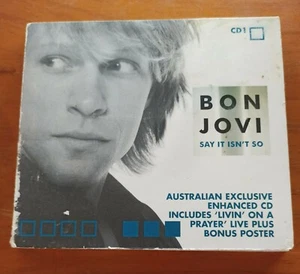 CD1
BON
JOVI
SAY IT ISN'T SO
AUSTRALIAN EXCLUSIVE
ENHANCED CD
INCLUDES 'LIVIN' ON A
PRAYER' LIVE PLUS
BONUS POSTER